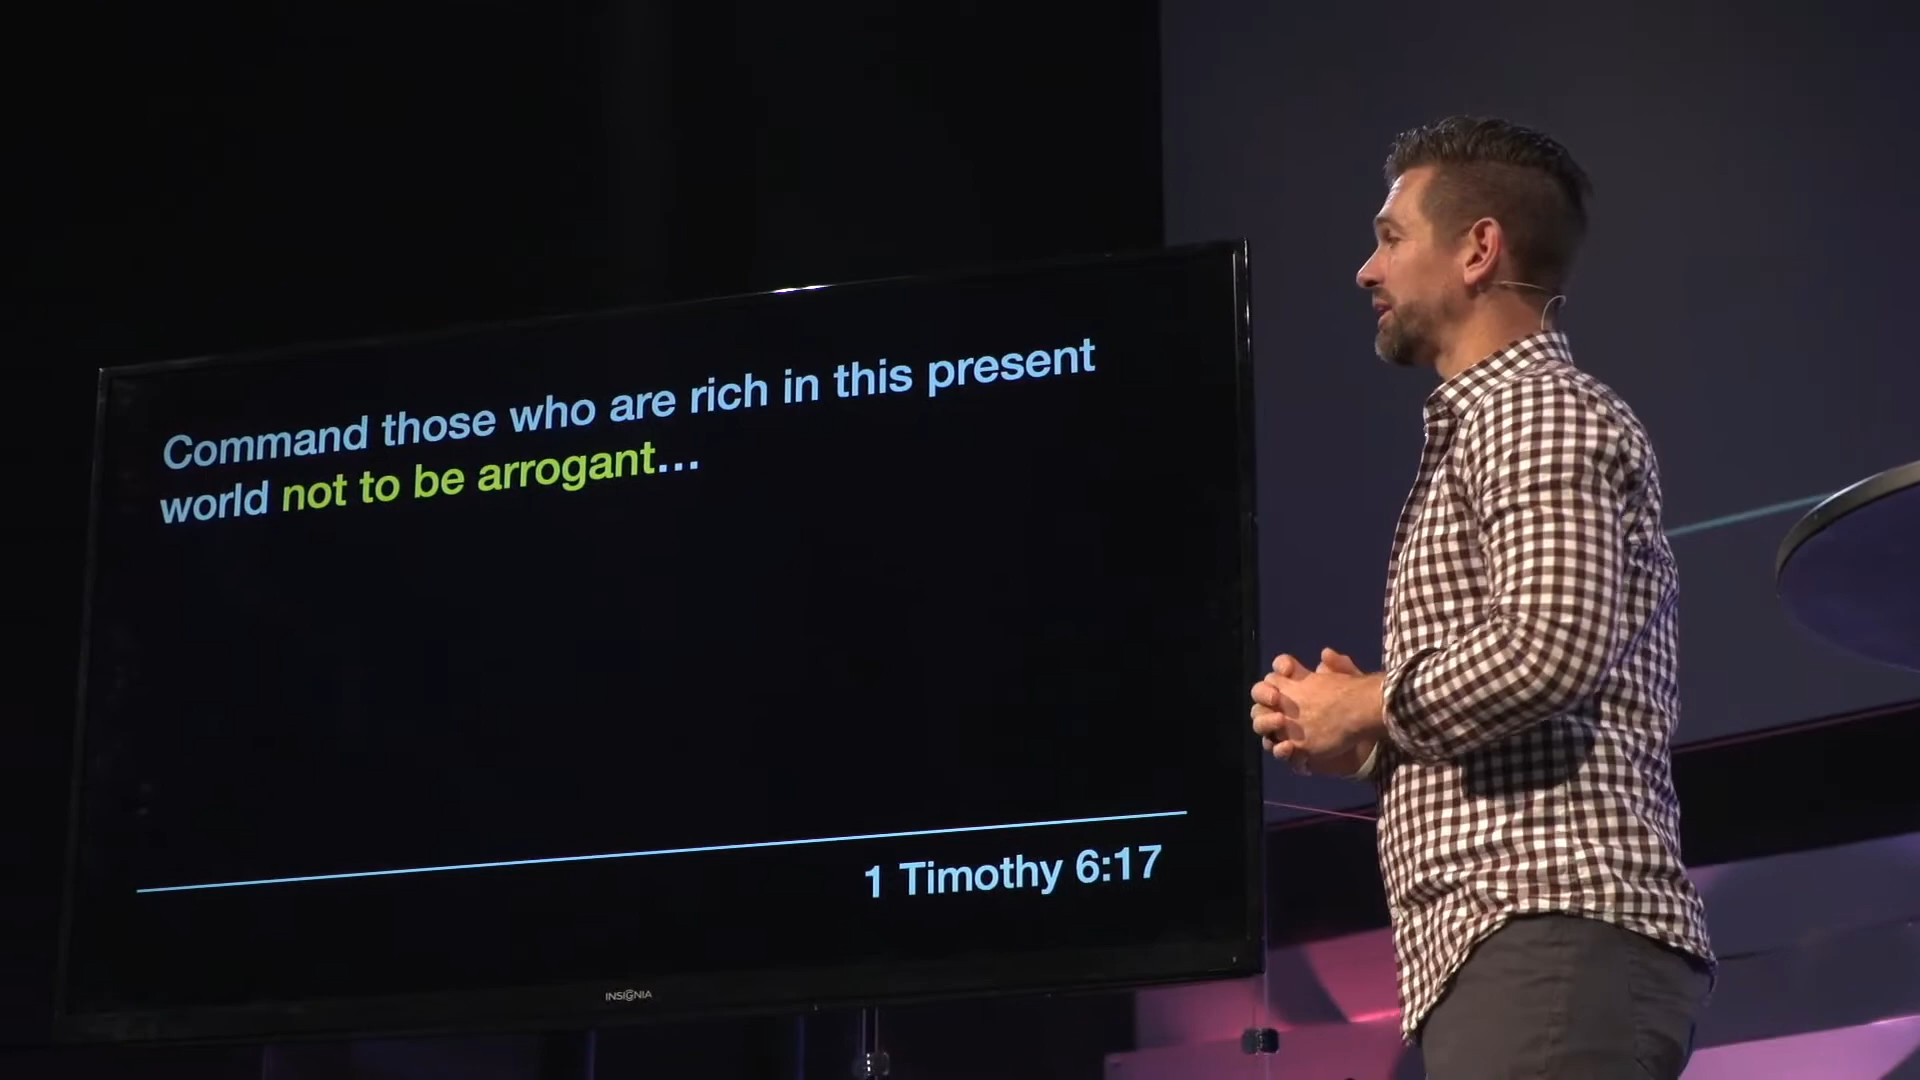 Command those who are rich in this present
world not to be arrogant...
1 Timothy 6:17
INSIGNIA